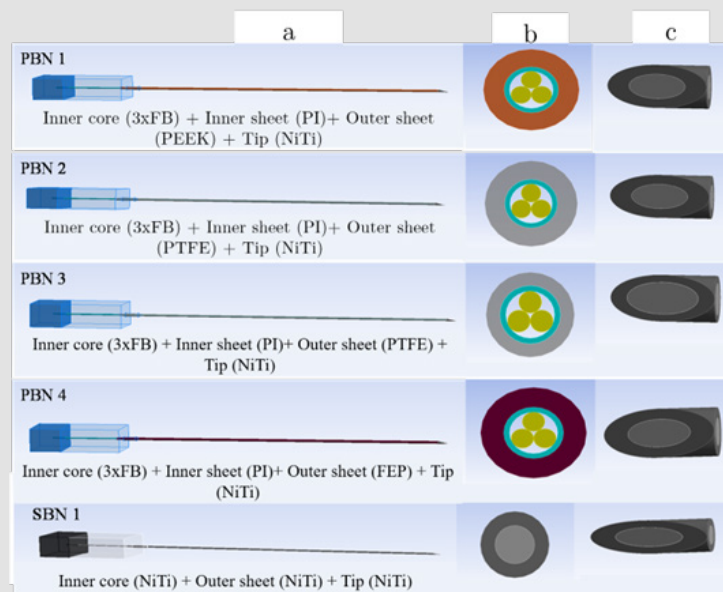 a b c
PBN 1
Inner core (3xFB) + Inner sheet (PI)+ Outer sheet
(PEEK) + Tip (NiTi)
PBN 2
Inner core (3xFB) + Inner sheet (PI)+ Outer sheet
(PTFE) + Tip (NiTi)
PBN 3
Inner core (3xFB) + Inner sheet (PI)+ Outer sheet (PTFE) +
Tip (NiTi)
PBN 4
Inner core (3xFB) + Inner sheet (PI)+ Outer sheet (FEP) + Tip
(NiTi)
SBN 1
Inner core (NiTi) + Outer sheet (NiTi) + Tip (NiTi)